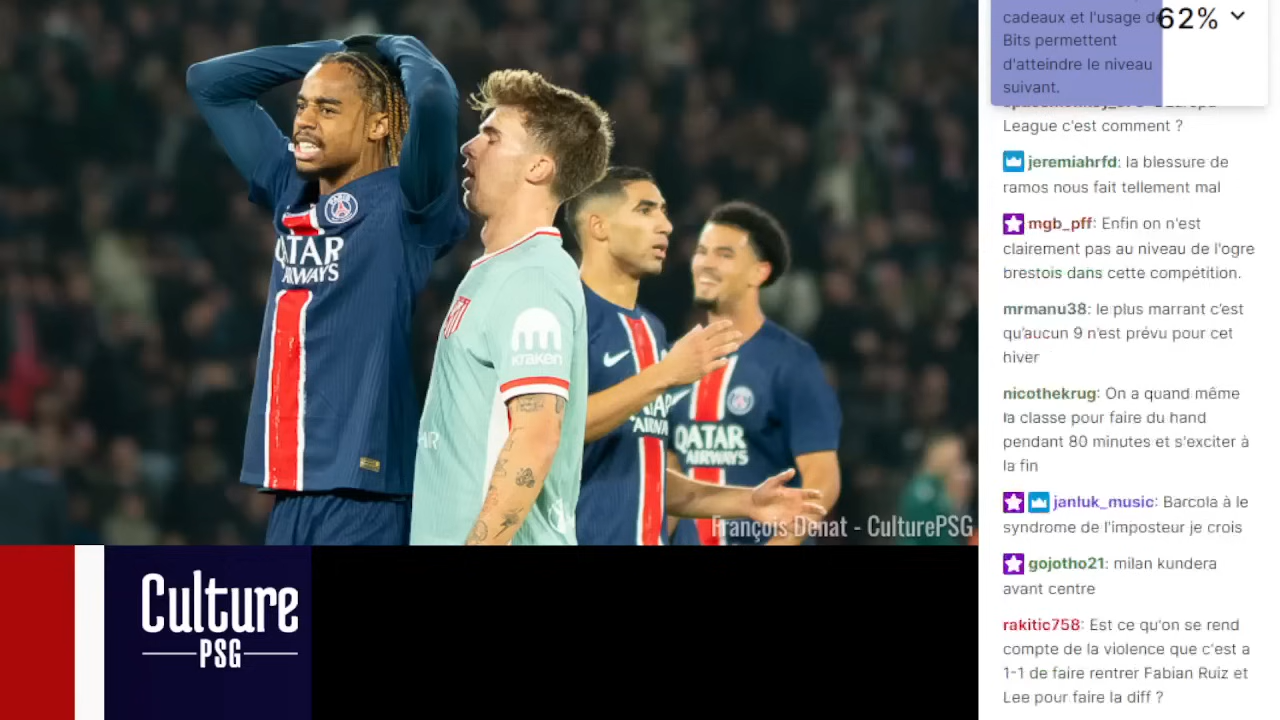 PARIS
QATAR
AIRWAYS
kraken
QATAR
AIRWAYS
François Denat - CulturePSG
Culture
PSG
62%
cadeaux et l'usage de
Bits permettent
d'atteindre le niveau
suivant.
League c'est comment ?
jeremiahrfd: la blessure de
ramos nous fait tellement mal
mgb_pff: Enfin on n'est
clairement pas au niveau de l'ogre
brestois dans cette compétition.
mrmanu38: le plus marrant c'est
qu'aucun 9 n'est prévu pour cet
hiver
nicothekrug: On a quand même
la classe pour faire du hand
pendant 80 minutes et s'exciter à
la fin
janluk_music: Barcola à le
syndrome de l'imposteur je crois
gojotho21: milan kundera
avant centre
rakitic758: Est ce qu'on se rend
compte de la violence que c'est a
1-1 de faire rentrer Fabian Ruiz et
Lee pour faire la diff ?